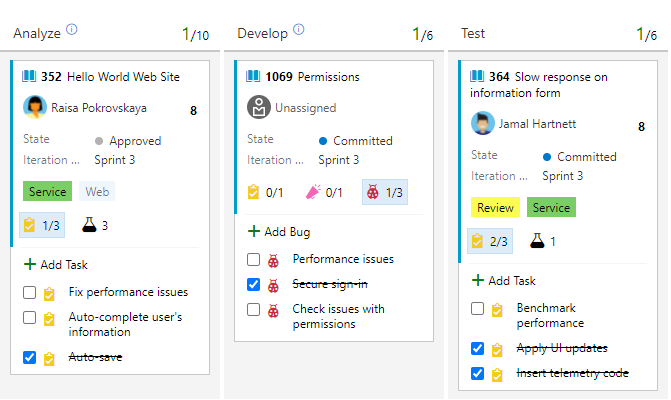 Analyze
1/10
352 Hello World Web Site
Raisa Pokrovskaya
8
State
Approved
Iteration ...
Sprint 3
Service
Web
1/3
3
+ Add Task
Fix performance issues
Auto-complete user's
information
Auto-save
Develop
1/6
1069 Permissions
Unassigned
State
Committed
Iteration ...
Sprint 3
0/1
0/1
1/3
+ Add Bug
Performance issues
Secure sign-in
Check issues with
permissions
Test
1/6
364 Slow response on
information form
Jamal Hartnett
8
State
Committed
Iteration ...
Sprint 3
Review
Service
2/3
1
+ Add Task
Benchmark
performance
Apply UI updates
Insert telemetry code